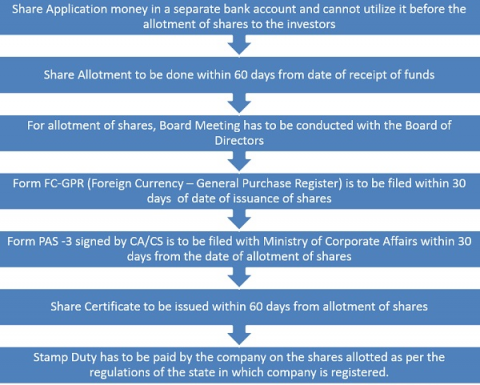 Share Application money in a separate bank account and cannot utilize it before the
allotment of shares to the investors
Share Allotment to be done within 60 days from date of receipt of funds
For allotment of shares, Board Meeting has to be conducted with the Board of
Directors
Form FC-GPR (Foreign Currency – General Purchase Register) is to be filed within 30
days of date of issuance of shares
Form PAS -3 signed by CA/CS is to be filed with Ministry of Corporate Affairs within 30
days from the date of allotment of shares
Share Certificate to be issued within 60 days from allotment of shares
Stamp Duty has to be paid by the company on the shares allotted as per the
regulations of the state in which company is registered.